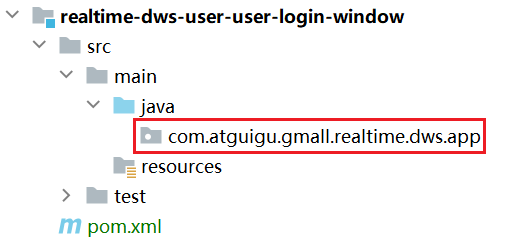 realtime-dws-user-user-login-window
src
main
java
com.atguigu.gmall.realtime.dws.app
resources
test
pom.xml